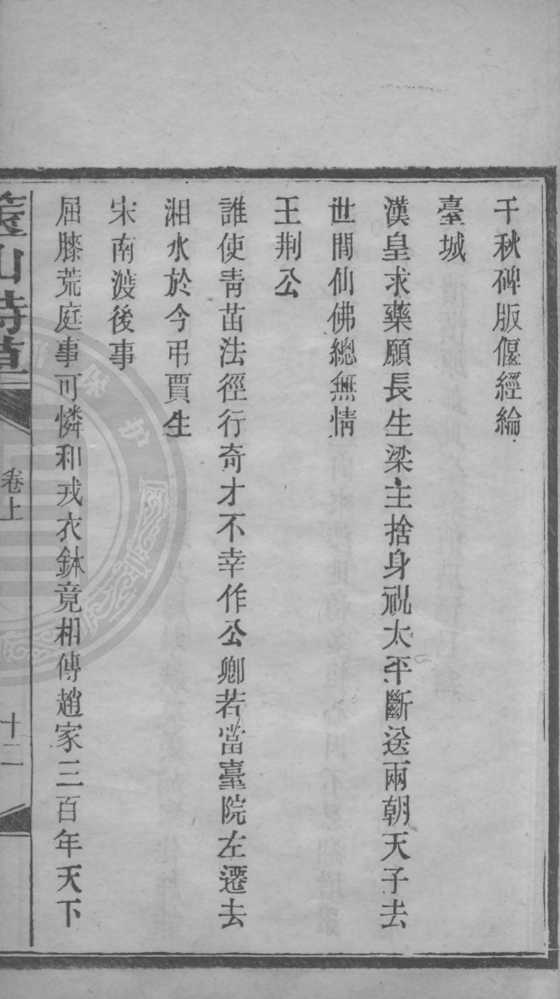 千秋碑版偃經綸
臺城
漢皇求藥願長生梁主捨身祝太平斷送兩朝天子去
世間仙佛總無情
王荆公
誰使青苗法徑行奇才不幸作公卿若當臺院左遷去
湘水於今弔賈生
宋南渡後事
屈膝荒庭事可憐和戎衣鉢竟相傳趙家三百年天下
山詩草
卷上
十二